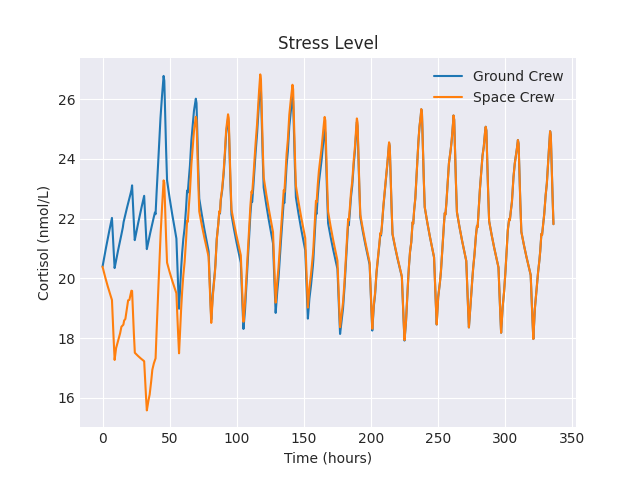 Stress Level
Ground Crew
Space Crew
Cortisol (nmol/L)
26
24
22
20
18
16
0 50 100 150 200 250 300 350
Time (hours)